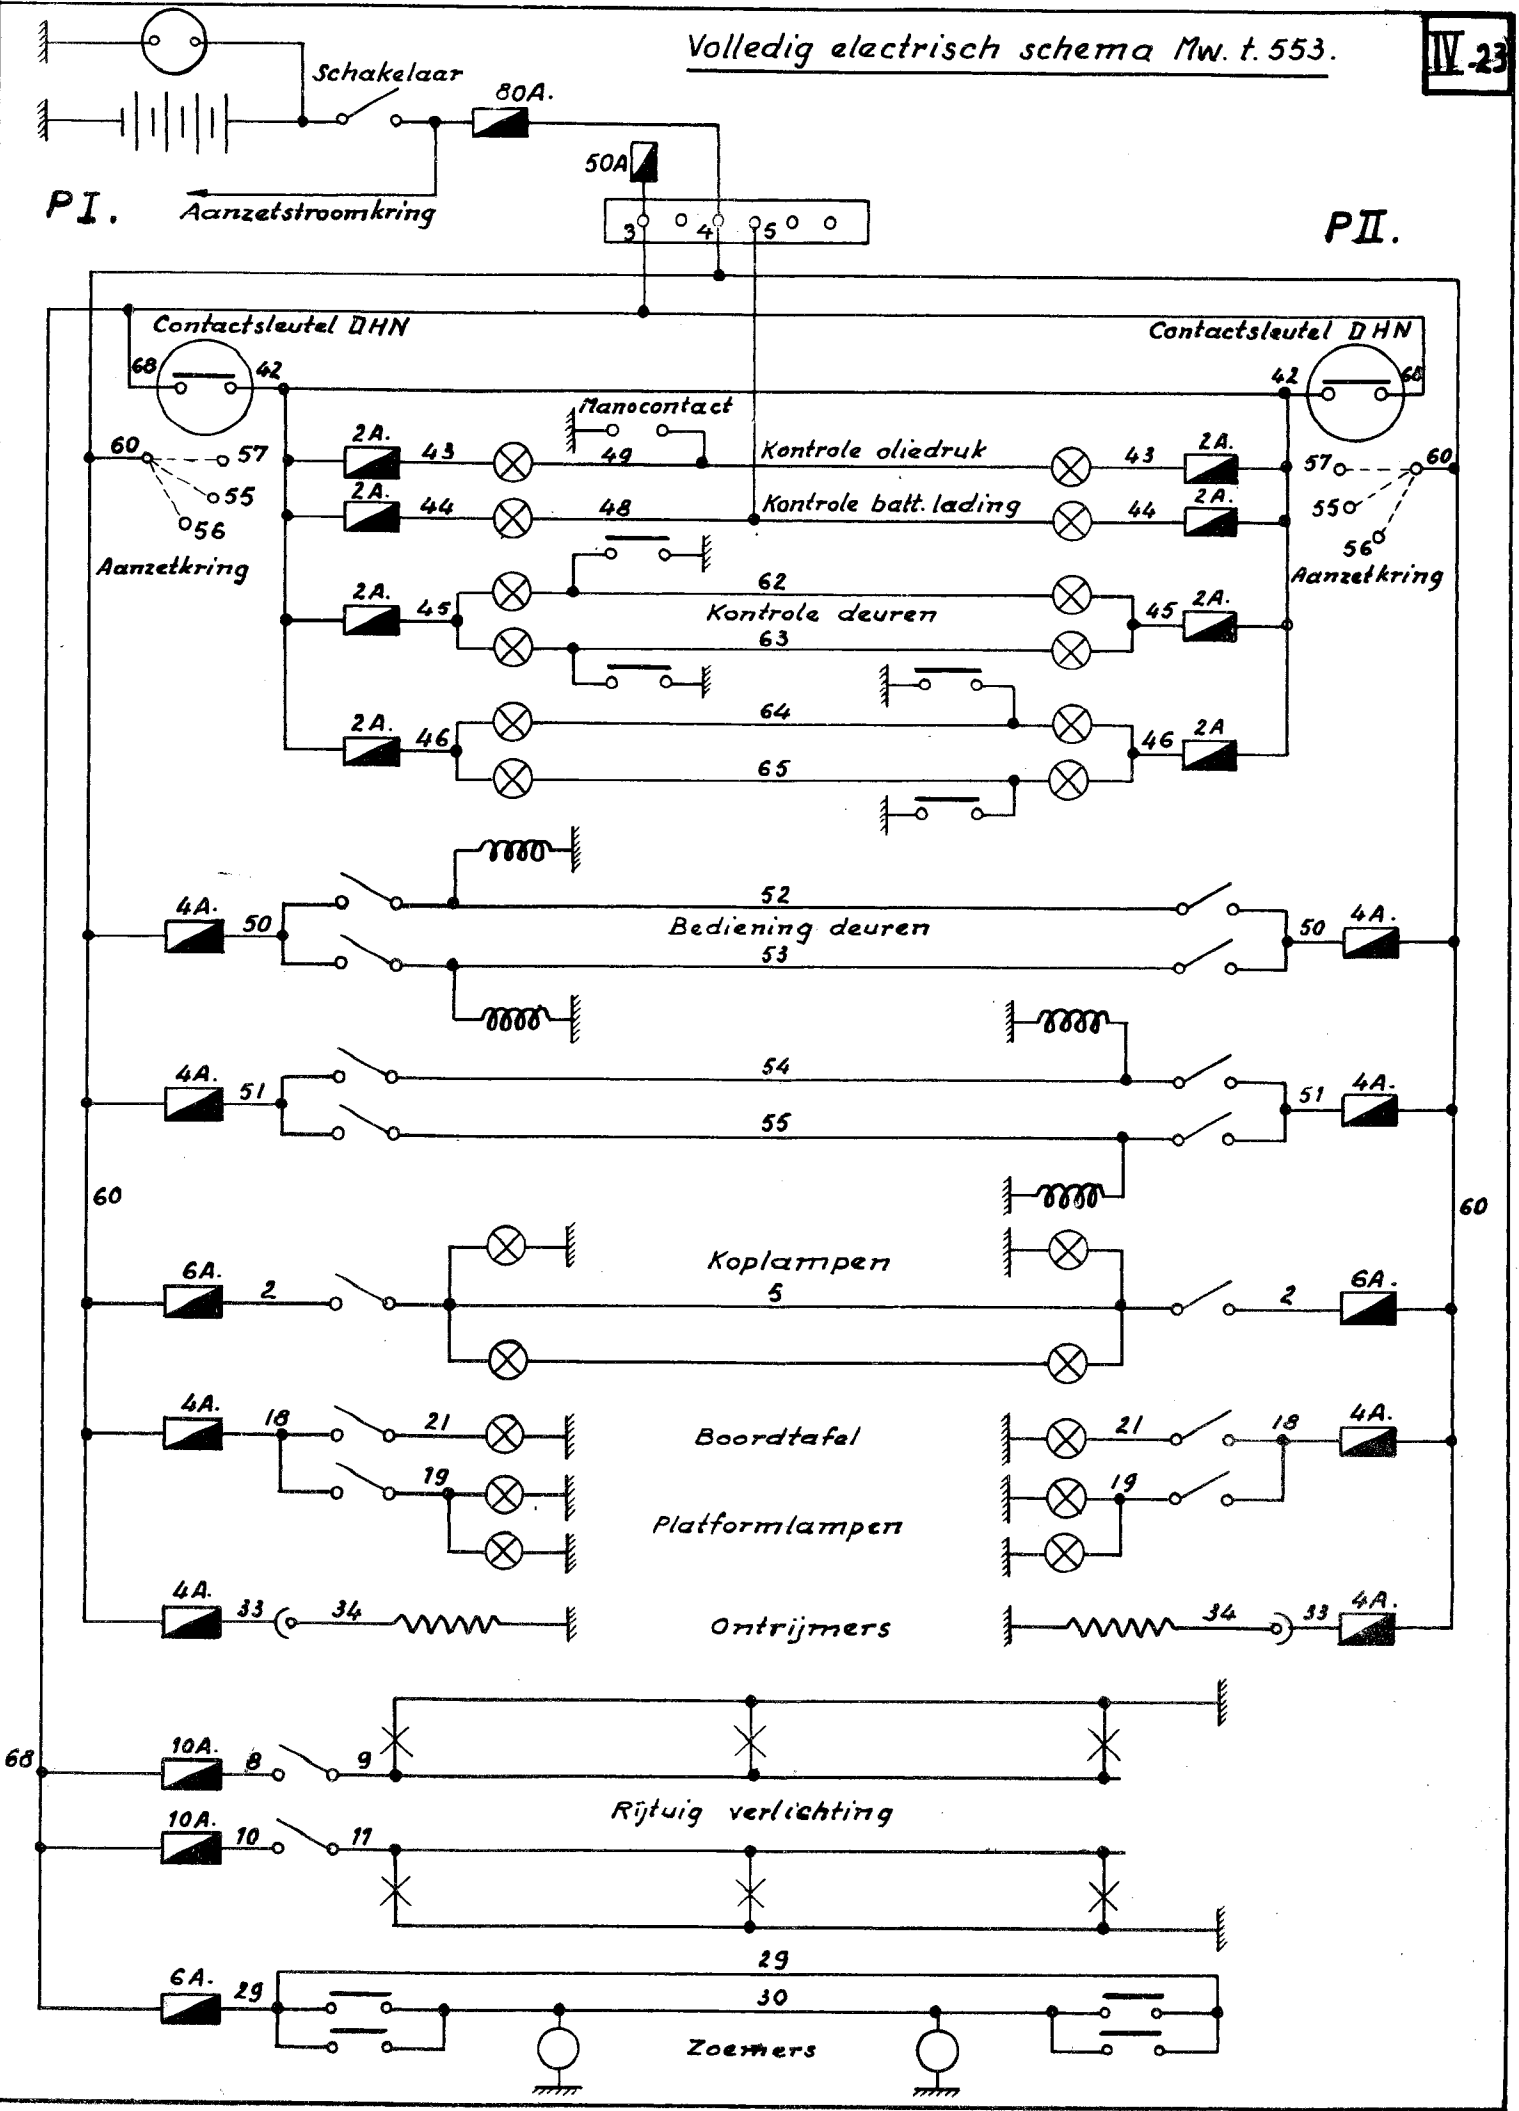 Volledig electrisch schema Mw. t. 553.
IV-23
Schakelaar
80A.
50A
PI.
Aanzetstroomkring
3 4 5
PII.
Contactsleutel DHN
Contactsleutel DHN
68 42
42 68
Manocontact
2A. 43 49 Kontrole oliedruk 43 2A.
60 57
57 60
2A. 44 48 Kontrole batt. lading 44 2A.
55
55
56
56
Aanzetkring
Aanzetkring
2A. 45 62 45 2A.
Kontrole deuren
63
2A. 46 64 46 2A
65
4A. 50 52 50 4A.
Bediening deuren
53
4A. 51 54 51 4A.
55
60
60
6A. 2 Koplampen 2 6A.
5
4A. 18 21 Boordtafel 21 18 4A.
19 19
Platformlampen
4A. 33 34 Ontrijmers 34 33 4A.
68
10A. 8 9
Rijtuig verlichting
10A. 10 11
29
6A. 29 30
Zoemers